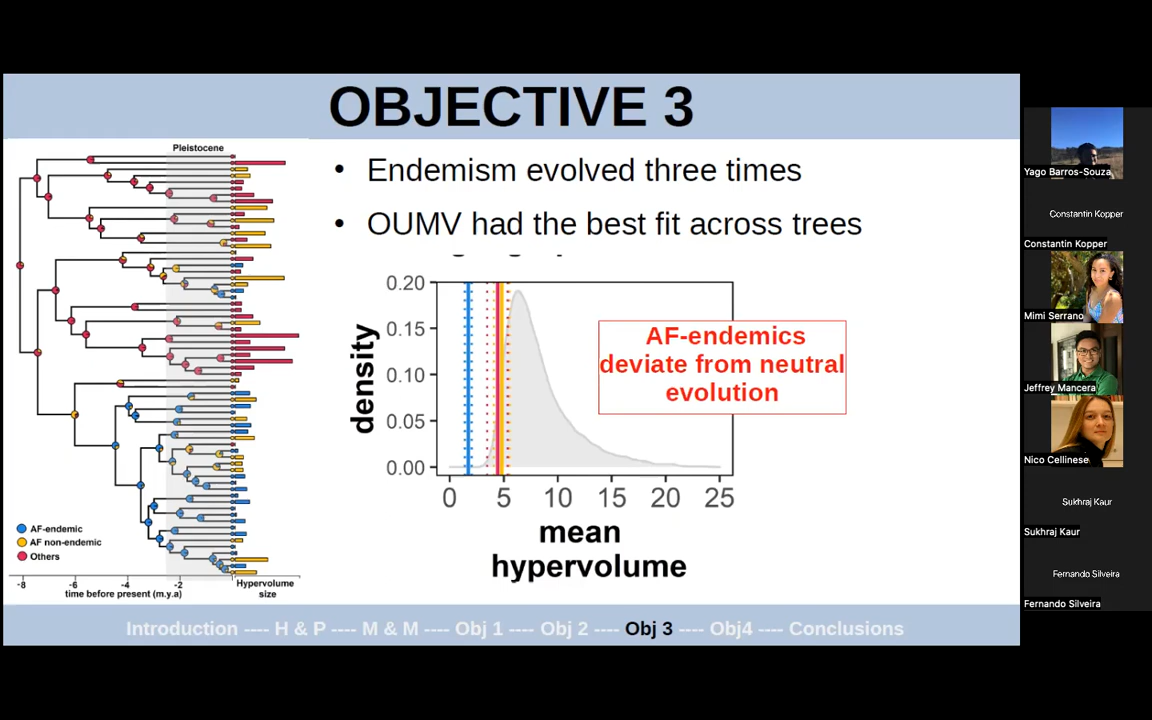 OBJECTIVE 3
Pleistocene
• Endemism evolved three times
• OUMV had the best fit across trees
0.20
0.15
0.10
0.05
0.00
density
0
5
10
15
20
25
mean
hypervolume
AF-endemics
deviate from neutral
evolution
AF-endemic
AF non-endemic
Others
-8
-6
-4
-2
time before present (m.y.a)
Hypervolume
size
Introduction ---- H & P ---- M & M ---- Obj 1 ---- Obj 2 ---- Obj 3 ---- Obj4 ---- Conclusions
Yago Barros-Souza
Constantin Kopper
Constantin Kopper
Mimi Serrano
Jeffrey Mancera
Nico Cellinese
Sukhraj Kaur
Sukhraj Kaur
Fernando Silveira
Fernando Silveira